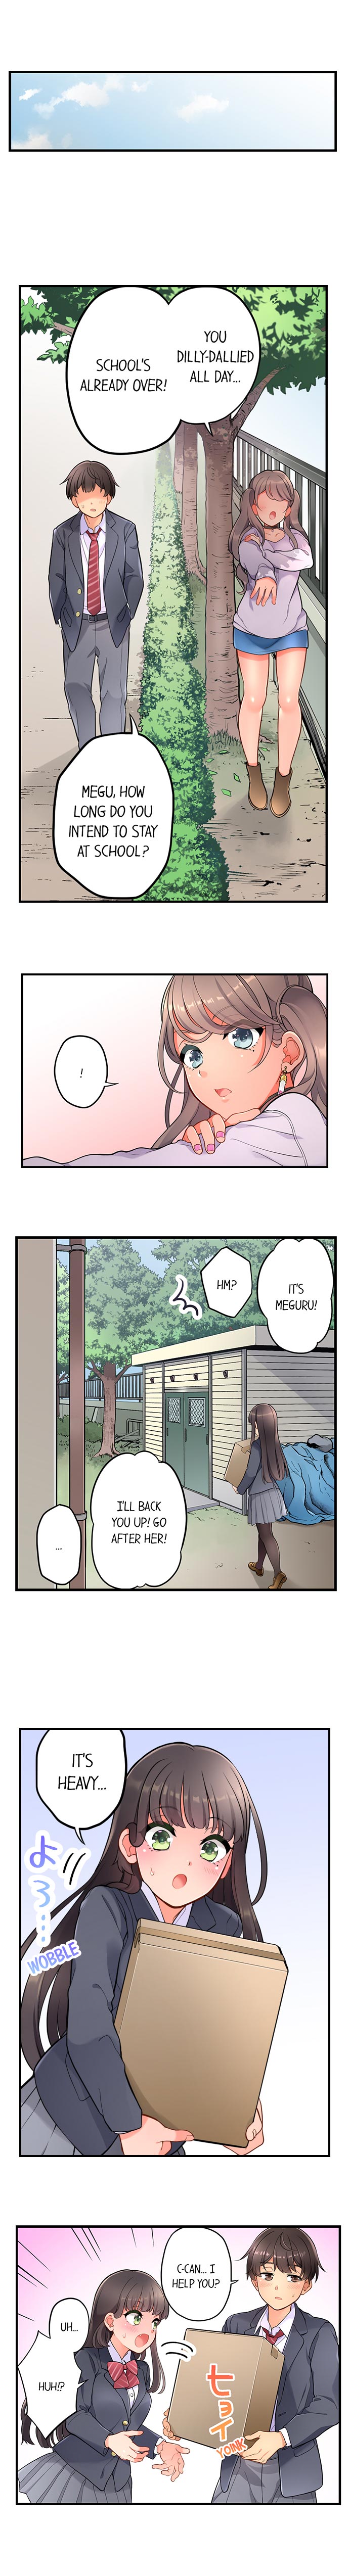 YOU
DILLY-DALLIED
ALL DAY...
SCHOOL'S
ALREADY OVER!
MEGU, HOW
LONG DO YOU
INTEND TO STAY
AT SCHOOL?
!
IT'S
MEGURU!
HM?
I'LL BACK
YOU UP! GO
AFTER HER!
...
IT'S
HEAVY...
よろ…
WOBBLE
C-CAN... I
HELP YOU?
UH...
HUH!?
ヒョイ
YOINK